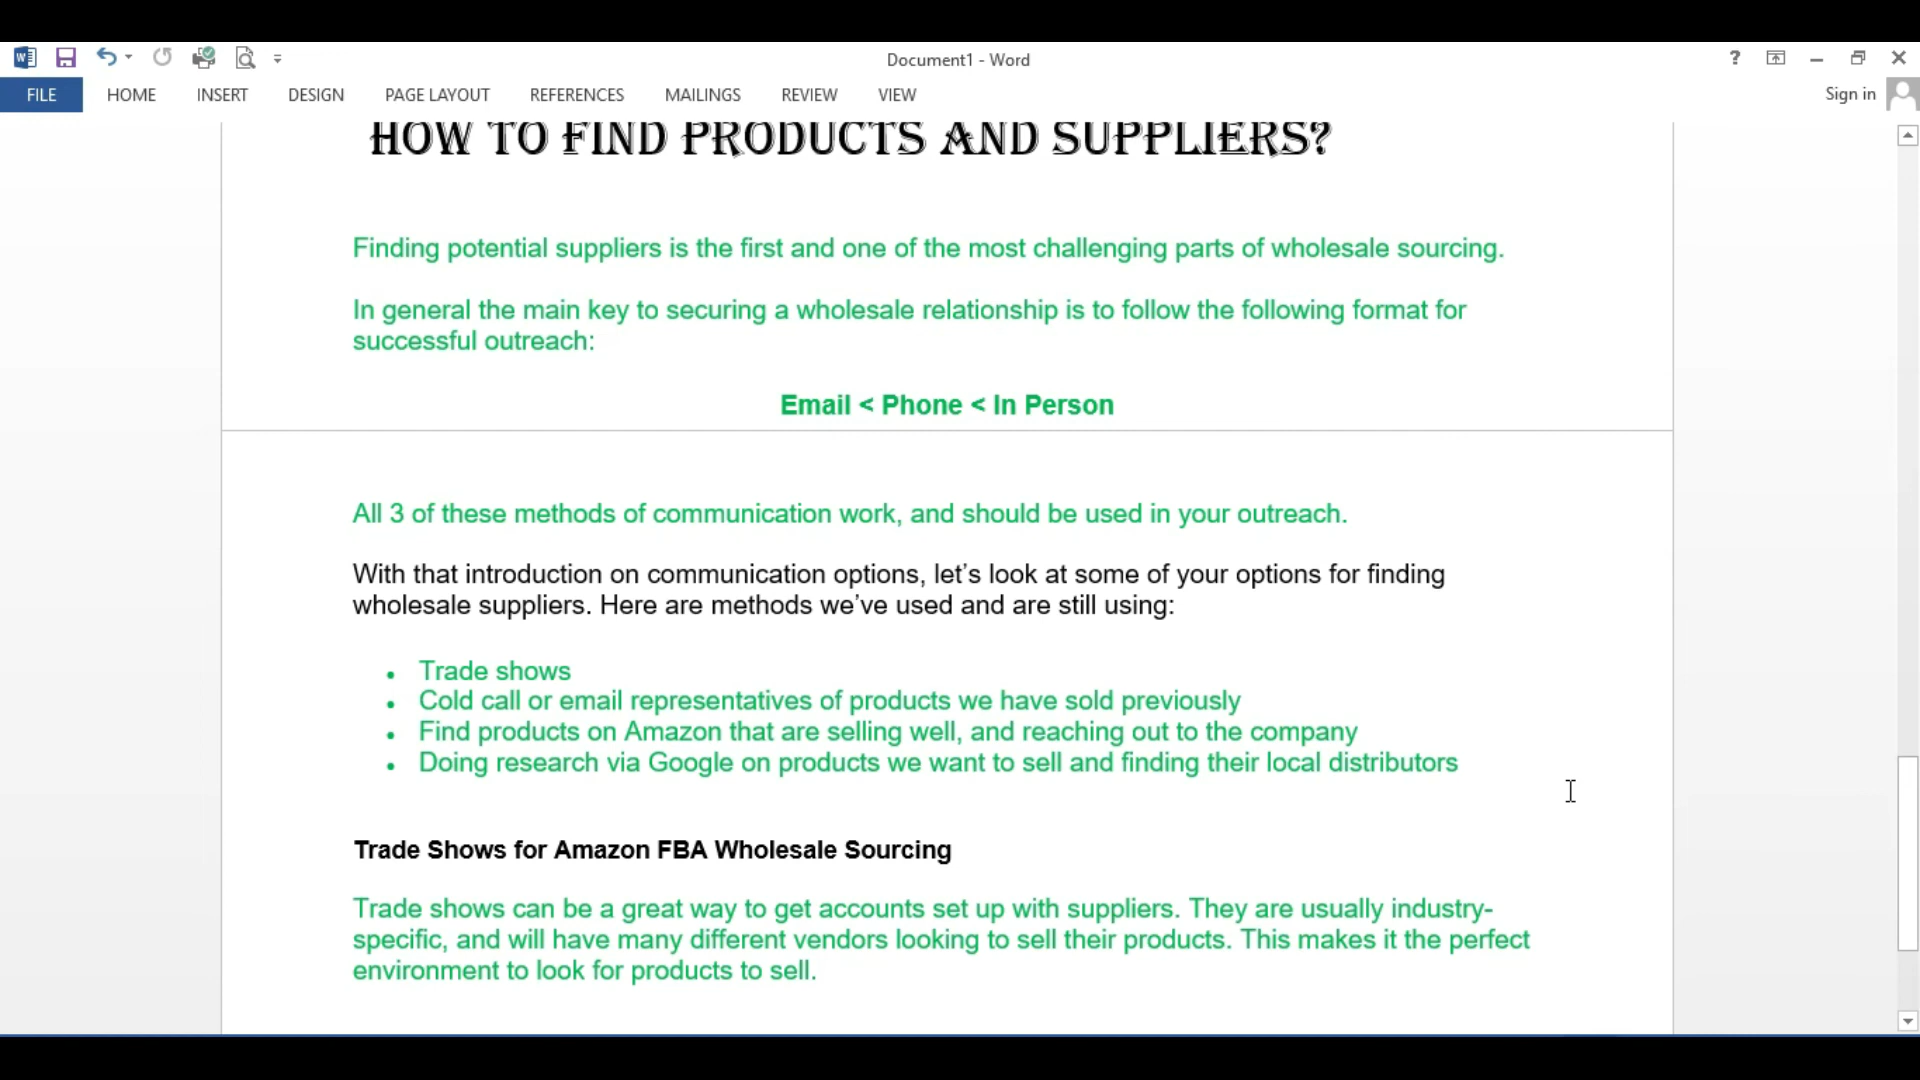 Document1 - Word
?
FILE
HOME
INSERT
DESIGN
PAGE LAYOUT
REFERENCES
MAILINGS
REVIEW
VIEW
Sign in
HOW TO FIND PRODUCTS AND SUPPLIERS?
Finding potential suppliers is the first and one of the most challenging parts of wholesale sourcing.
In general the main key to securing a wholesale relationship is to follow the following format for
successful outreach:
Email < Phone < In Person
All 3 of these methods of communication work, and should be used in your outreach.
With that introduction on communication options, let’s look at some of your options for finding
wholesale suppliers. Here are methods we’ve used and are still using:
• Trade shows
• Cold call or email representatives of products we have sold previously
• Find products on Amazon that are selling well, and reaching out to the company
• Doing research via Google on products we want to sell and finding their local distributors
Trade Shows for Amazon FBA Wholesale Sourcing
Trade shows can be a great way to get accounts set up with suppliers. They are usually industry-
specific, and will have many different vendors looking to sell their products. This makes it the perfect
environment to look for products to sell.